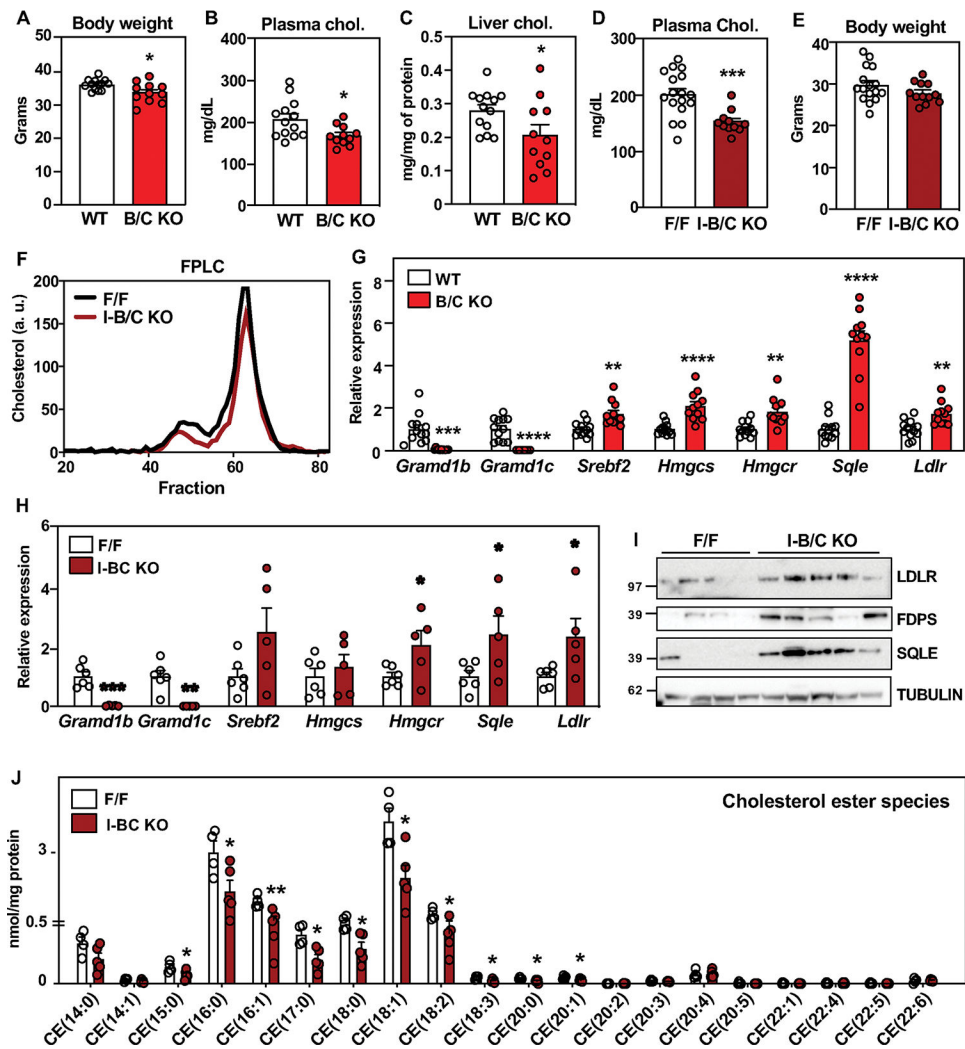 A Body weight
Grams
60
40
20
0
*
WT B/C KO
B Plasma chol.
mg/dL
400
300
200
100
0
*
WT B/C KO
C Liver chol.
mg/mg of protein
0.5
0.4
0.3
0.2
0.1
0
*
WT B/C KO
D Plasma Chol.
mg/dL
300
200
100
0
***
F/F I-B/C KO
E Body weight
Grams
50
40
30
20
10
0
F/F I-B/C KO
F FPLC
Cholesterol (a. u.)
200
150
100
50
0
F/F
I-B/C KO
20 40 60 80
Fraction
G
Relative expression
8
6
4
2
0
WT
B/C KO
*** **** ** **** ** **** **
Gramd1b Gramd1c Srebf2 Hmgcs Hmgcr Sqle Ldlr
H
Relative expression
6
4
2
0
F/F
I-BC KO
*** ** * * *
Gramd1b Gramd1c Srebf2 Hmgcs Hmgcr Sqle Ldlr
I
F/F I-B/C KO
97 LDLR
39 FDPS
39 SQLE
62 TUBULIN
J
Cholesterol ester species
nmol/mg protein
3
0.5
0
F/F
I-BC KO
* * ** * * * * * * *
CE(14:0) CE(14:1) CE(15:0) CE(16:0) CE(16:1) CE(17:0) CE(18:0) CE(18:1) CE(18:2) CE(18:3) CE(20:0) CE(20:1) CE(20:2) CE(20:3) CE(20:4) CE(20:5) CE(22:1) CE(22:4) CE(22:5) CE(22:6)